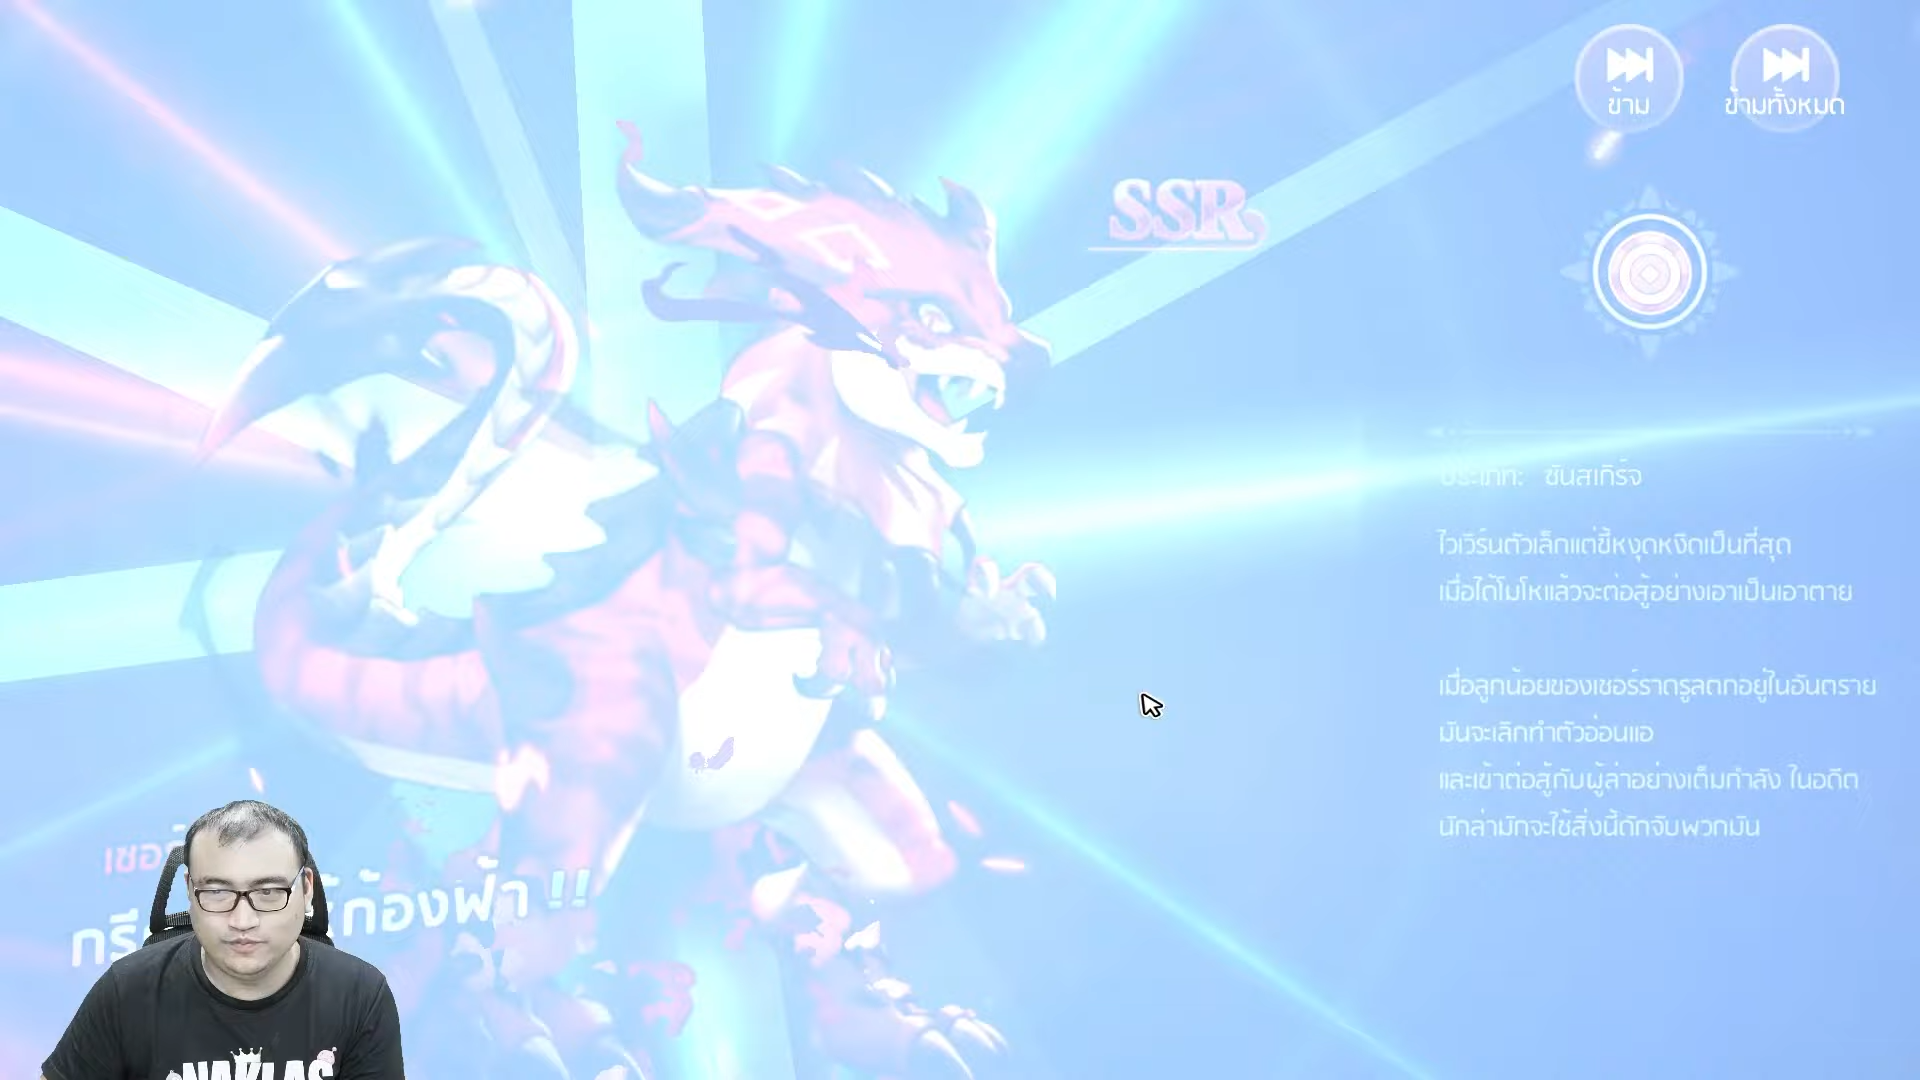 ข้าม
ข้ามทั้งหมด
SSR
ประเภท: ซันสเกิร์จ
ไวเวิร์นตัวเล็กแต่ขี้หงุดหงิดเป็นที่สุด
เมื่อได้โมโหแล้วจะต่อสู้อย่างเอาเป็นเอาตาย
เมื่อลูกน้อยของเชอร์ราดรูลตกอยู่ในอันตราย
มันจะเลิกทำตัวอ่อนแอ
และเข้าต่อสู้กับผู้ล่าอย่างเต็มกำลัง ในอดีต
นักล่ามักจะใช้สิ่งนี้ดักจับพวกมัน
ก้องฟ้า !!
NAKLAS